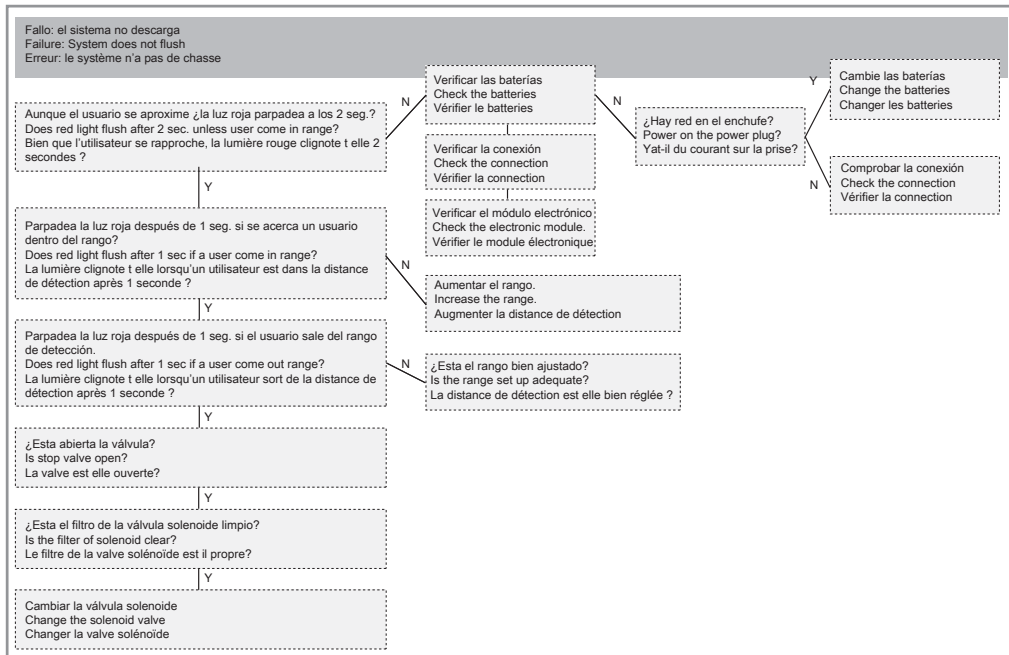 Fallo: el sistema no descarga
Failure: System does not flush
Erreur: le système n'a pas de chasse
Aunque el usuario se aproxime ¿la luz roja parpadea a los 2 seg.?
Does red light flush after 2 sec. unless user come in range?
Bien que l'utilisateur se rapproche, la lumière rouge clignote t elle 2
secondes ?
N
Verificar las baterías
Check the batteries
Vérifier le batteries
N
¿Hay red en el enchufe?
Power on the power plug?
Yat-il du courant sur la prise?
Y
Cambie las baterías
Change the batteries
Changer les batteries
N
Comprobar la conexión
Check the connection
Vérifier la connection
Verificar la conexión
Check the connection
Vérifier la connection
Verificar el módulo electrónico
Check the electronic module.
Vérifier le module électronique
Y
Parpadea la luz roja después de 1 seg. si se acerca un usuario
dentro del rango?
Does red light flush after 1 sec if a user come in range?
La lumière clignote t elle lorsqu'un utilisateur est dans la distance
de détection après 1 seconde ?
N
Aumentar el rango.
Increase the range.
Augmenter la distance de détection
Y
Parpadea la luz roja después de 1 seg. si el usuario sale del rango
de detección.
Does red light flush after 1 sec if a user come out range?
La lumière clignote t elle lorsqu'un utilisateur sort de la distance de
détection après 1 seconde ?
N
¿Esta el rango bien ajustado?
Is the range set up adequate?
La distance de détection est elle bien réglée ?
Y
¿Esta abierta la válvula?
Is stop valve open?
La valve est elle ouverte?
Y
¿Esta el filtro de la válvula solenoide limpio?
Is the filter of solenoid clear?
Le filtre de la valve solénoïde est il propre?
Y
Cambiar la válvula solenoide
Change the solenoid valve
Changer la valve solénoïde